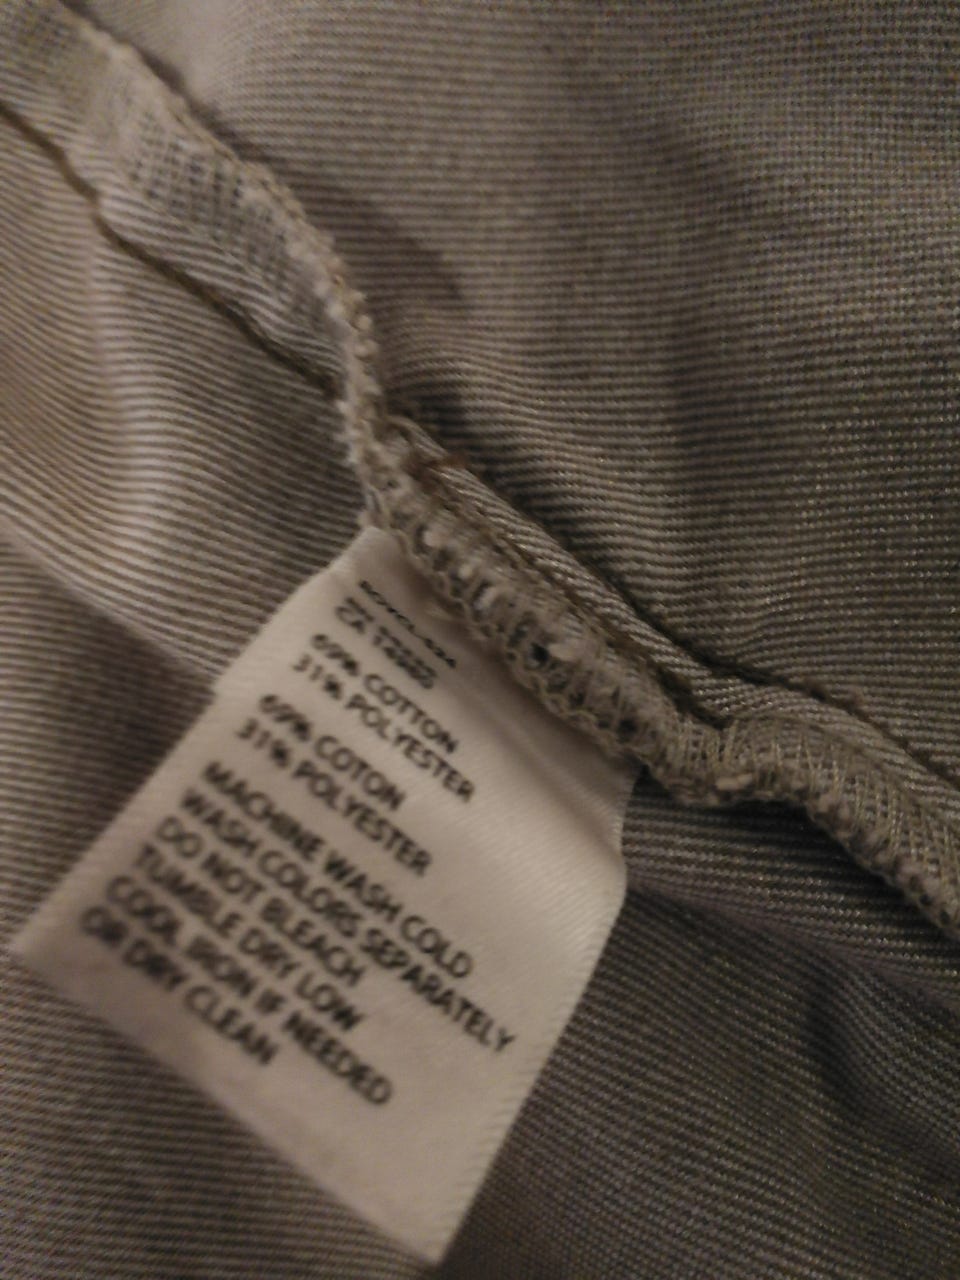 69% COTTON
31% POLYESTER
69% COTON
31% POLYESTER
MACHINE WASH COLD
WASH COLORS SEPARATELY
DO NOT BLEACH
TUMBLE DRY LOW
COOL IRON IF NEEDED
OR DRY CLEAN